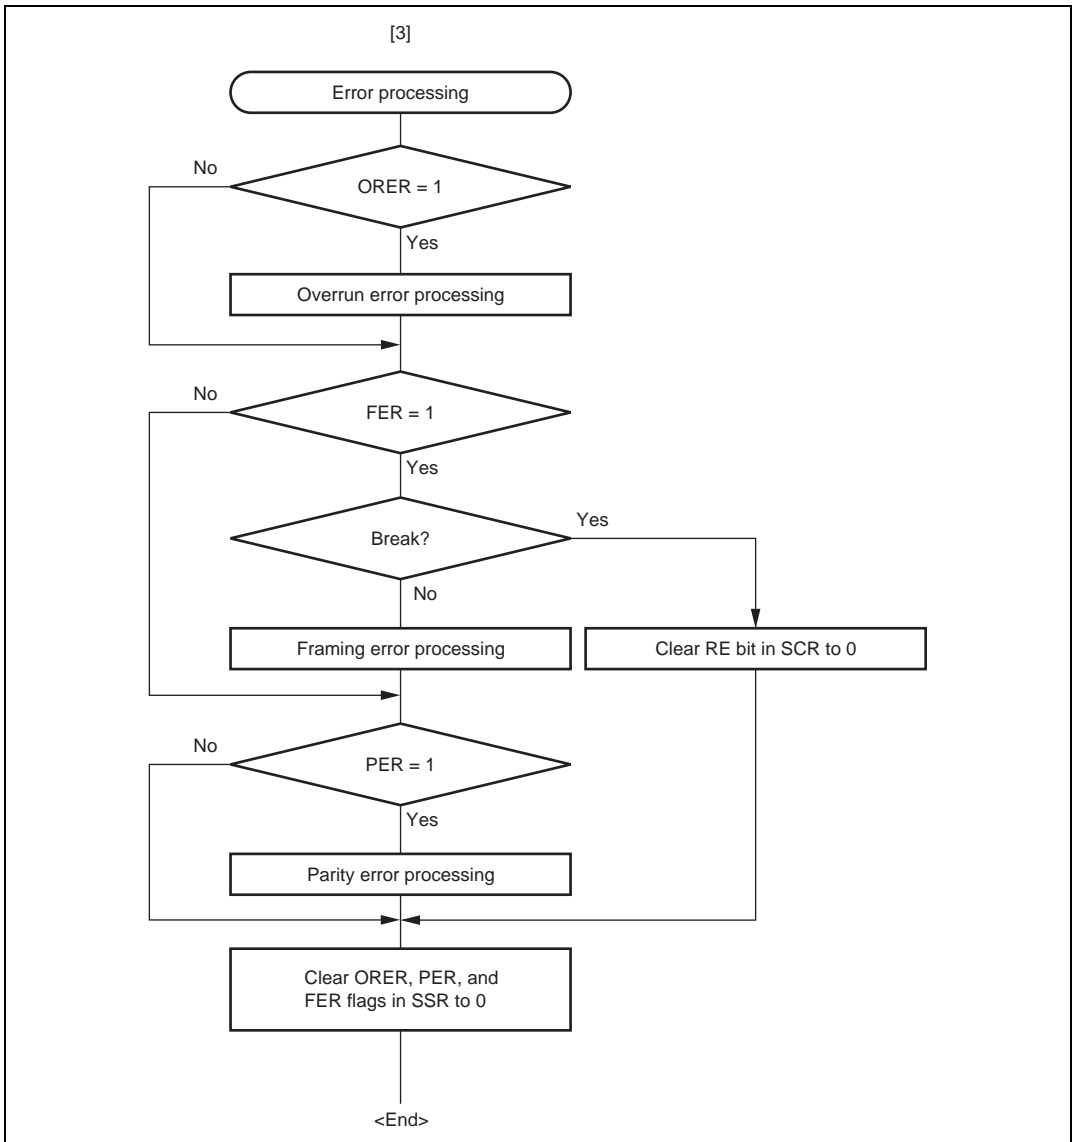 [3]
Error processing
No
ORER = 1
Yes
Overrun error processing
No
FER = 1
Yes
Break?
Yes
No
Framing error processing
Clear RE bit in SCR to 0
No
PER = 1
Yes
Parity error processing
Clear ORER, PER, and
FER flags in SSR to 0
<End>